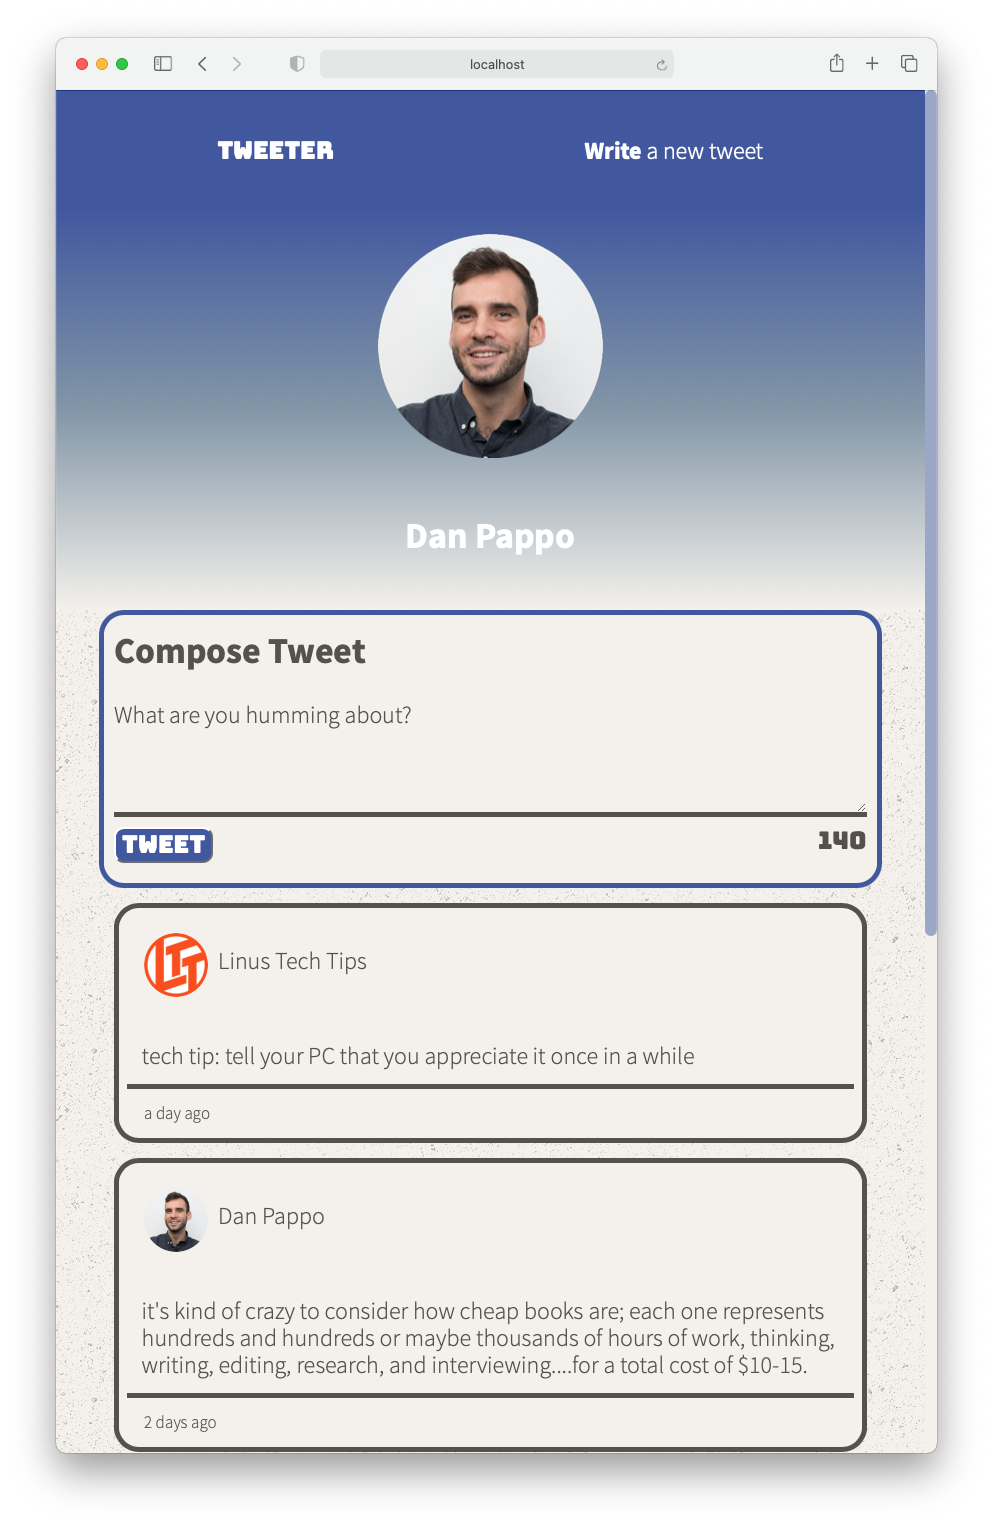 localhost
TWEETER
Write a new tweet
Dan Pappo
Compose Tweet
What are you humming about?
TWEET
140
LTT
Linus Tech Tips
tech tip: tell your PC that you appreciate it once in a while
a day ago
Dan Pappo
it's kind of crazy to consider how cheap books are; each one represents
hundreds and hundreds or maybe thousands of hours of work, thinking,
writing, editing, research, and interviewing....for a total cost of $10-15.
2 days ago